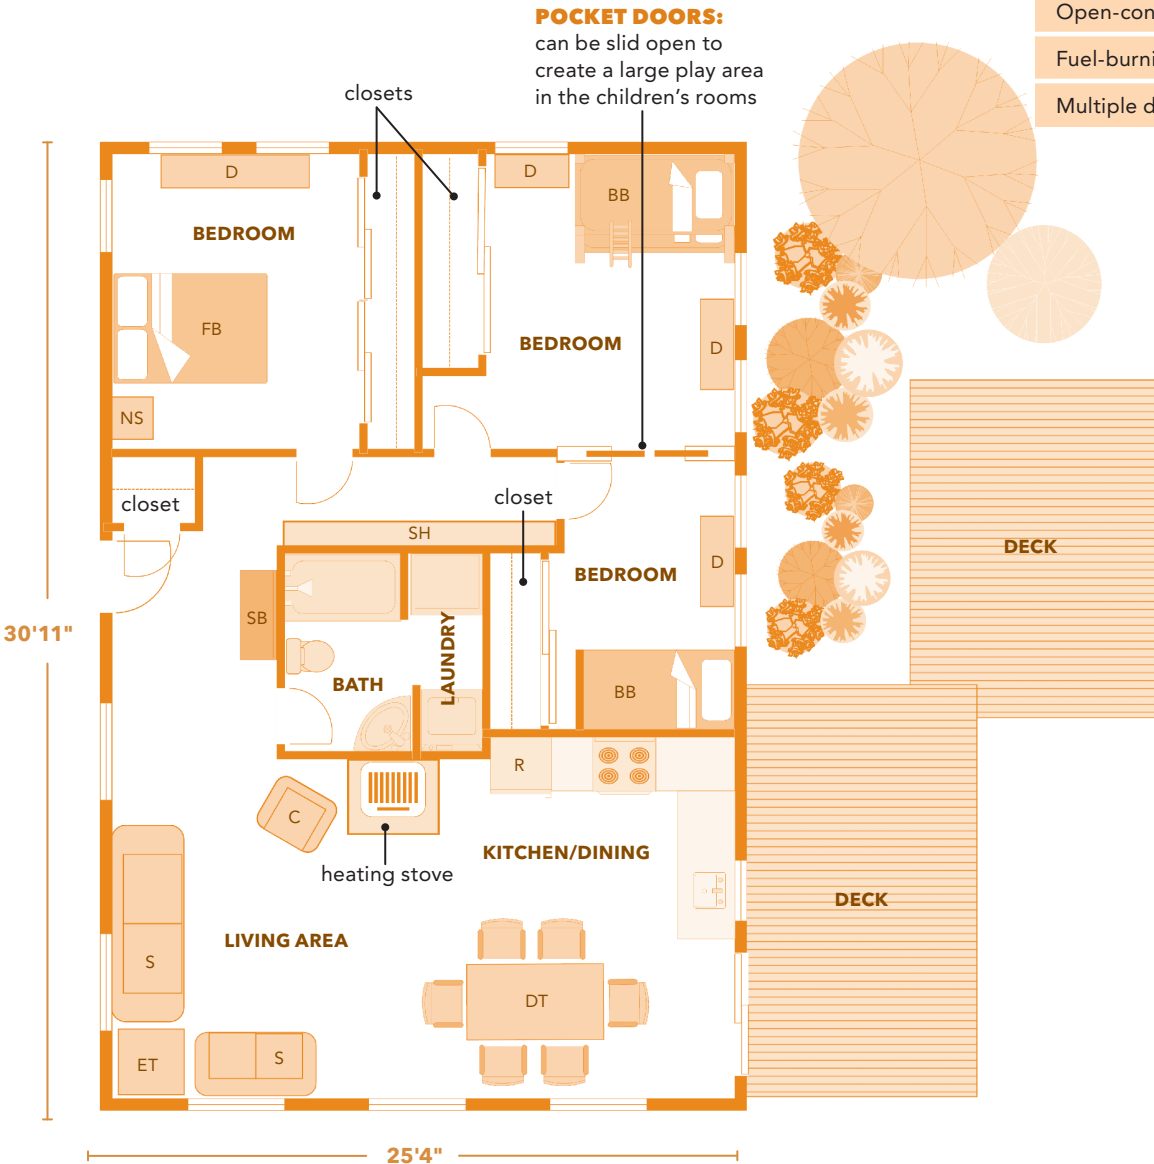 POCKET DOORS:
can be slid open to
create a large play area
in the children's rooms
Open-con
Fuel-burni
Multiple d
closets
D
D
BB
BEDROOM
FB
BEDROOM
D
NS
closet
closet
SH
DECK
BEDROOM
D
SB
30'11"
LAUNDRY
BATH
BB
R
C
KITCHEN/DINING
heating stove
DECK
LIVING AREA
S
DT
S
ET
25'4"